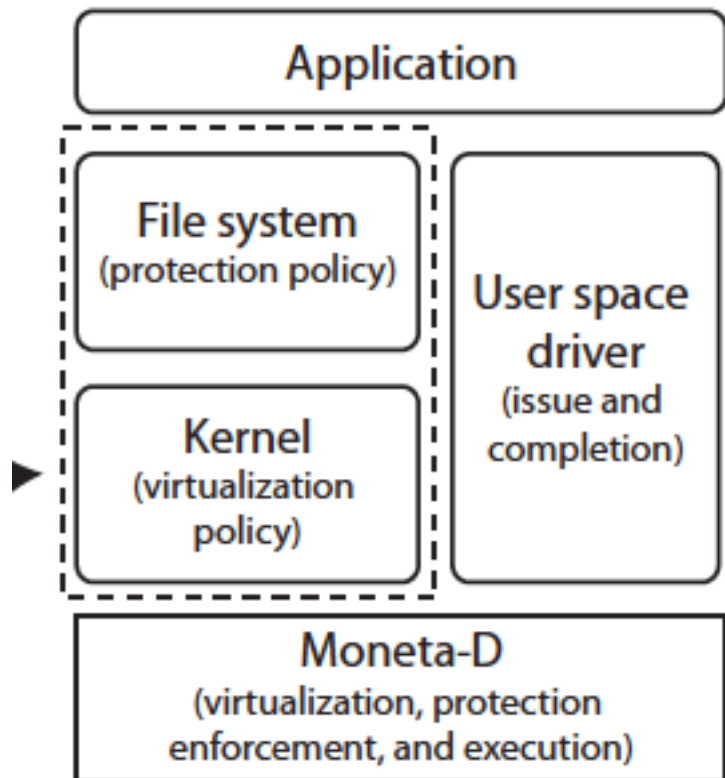 Application
File system
(protection policy)
Kernel
(virtualization
policy)
User space
driver
(issue and
completion)
Moneta-D
(virtualization, protection
enforcement, and execution)